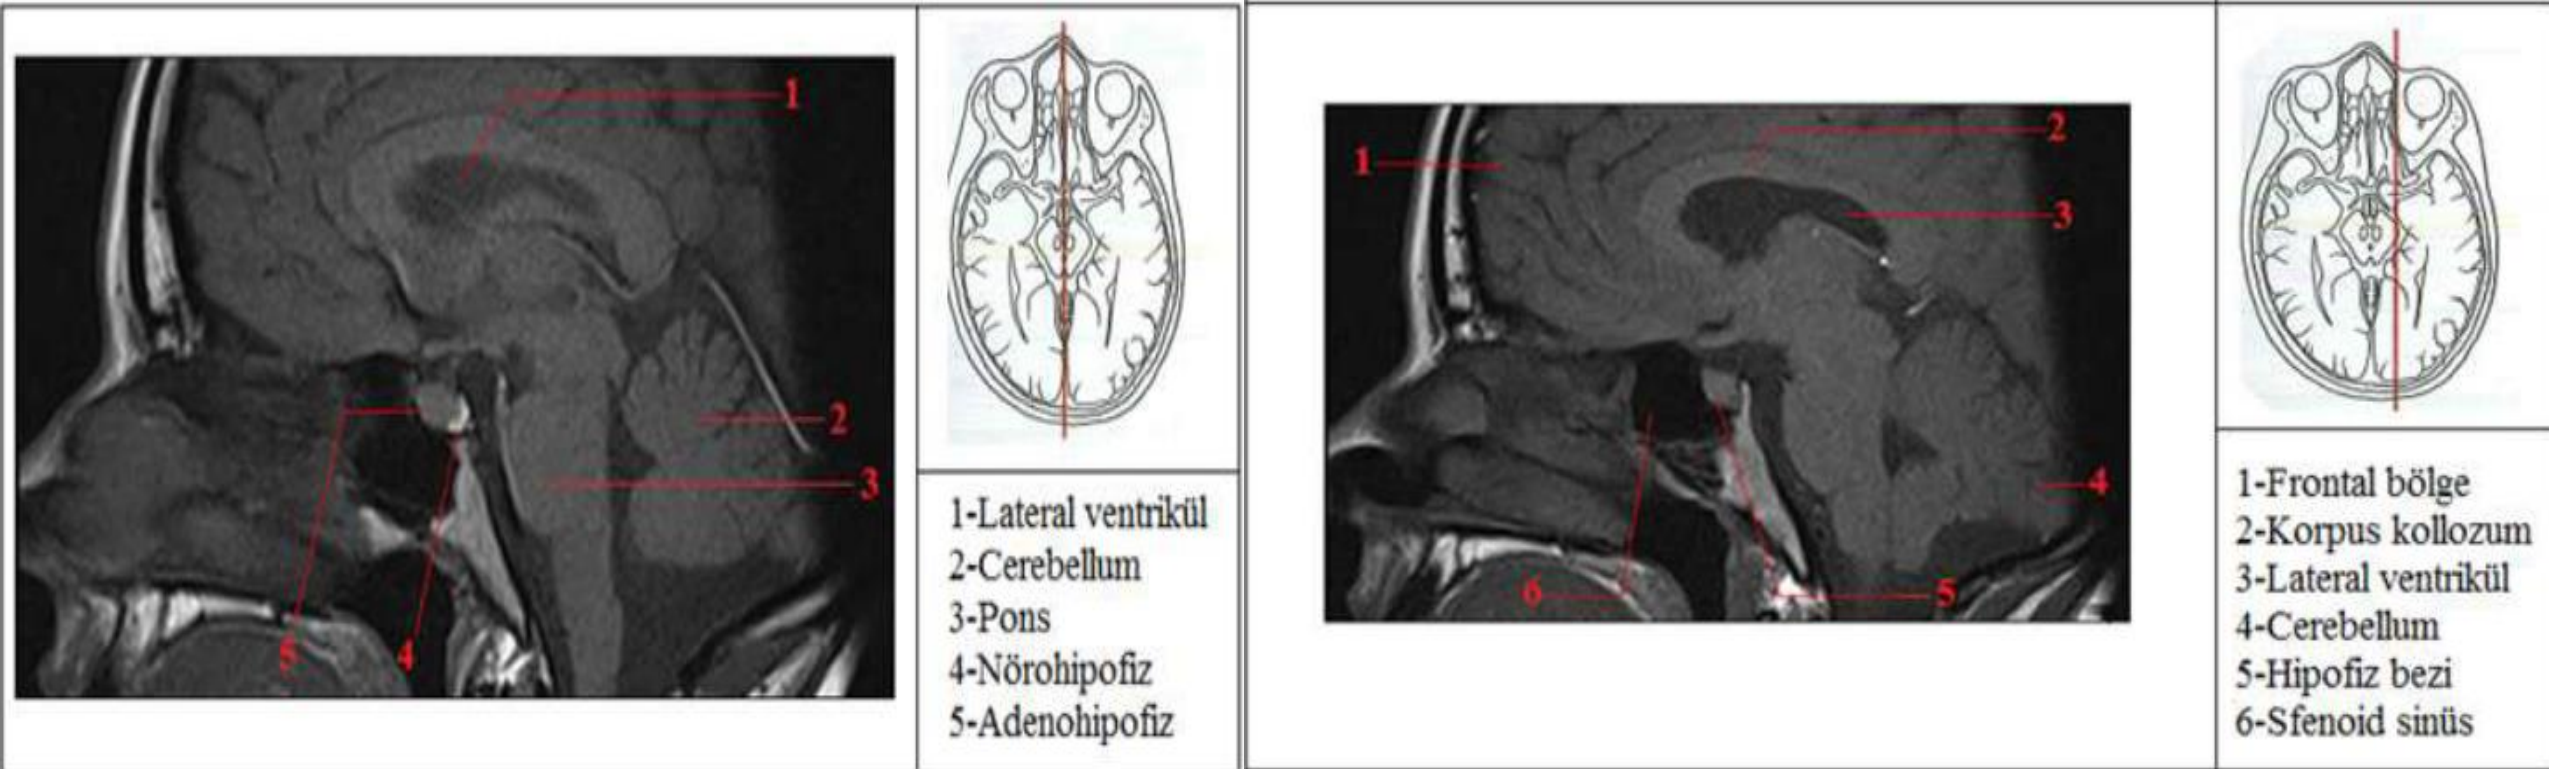 1
2
3
4
5
1-Lateral ventrikül
2-Cerebellum
3-Pons
4-Nörohipofiz
5-Adenohipofiz
1
2
3
4
5
6
1-Frontal bölge
2-Korpus kollozum
3-Lateral ventrikül
4-Cerebellum
5-Hipofiz bezi
6-Sfenoid sinüs